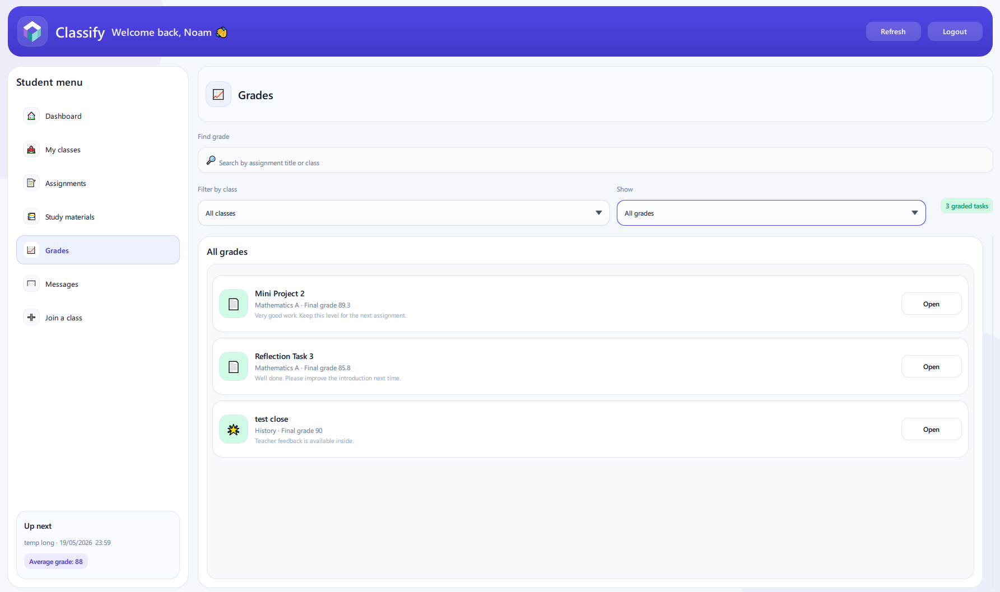 Classify Welcome back, Noam 👋
Refresh
Logout
Student menu
Dashboard
My classes
Assignments
Study materials
Grades
Messages
Join a class
Up next
temp long · 19/05/2026 23:59
Average grade: 88
Grades
Find grade
Search by assignment title or class
Filter by class
All classes
Show
All grades
3 graded tasks
All grades
Mini Project 2
Mathematics A · Final grade 89.3
Very good work. Keep this level for the next assignment.
Open
Reflection Task 3
Mathematics A · Final grade 85.8
Well done. Please improve the introduction next time.
Open
test close
History · Final grade 90
Teacher feedback is available inside.
Open